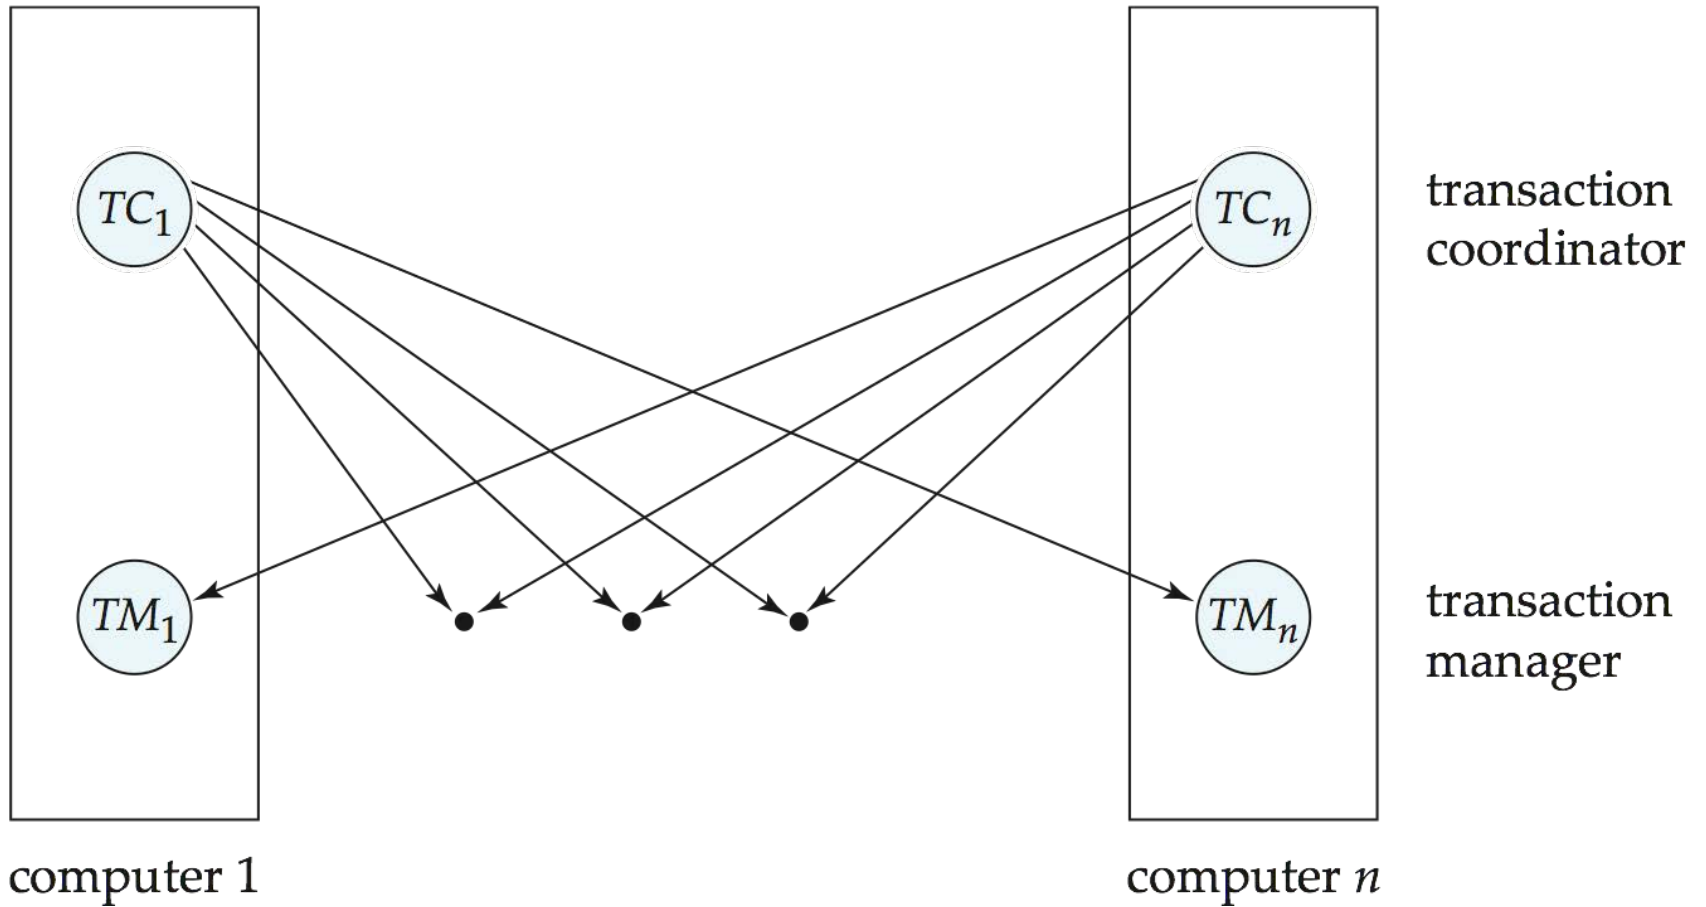 TC₁
TCₙ
transaction
coordinator
TM₁
TMₙ
transaction
manager
computer 1
computer n